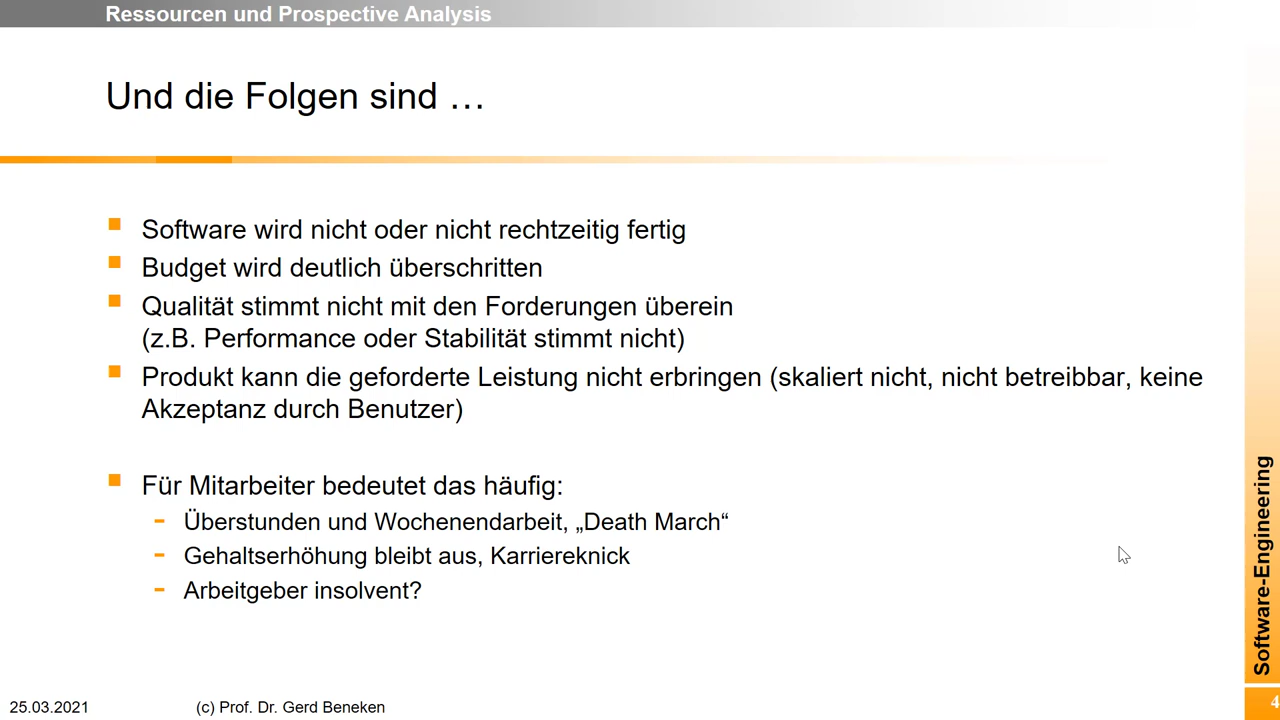 Ressourcen und Prospective Analysis
Und die Folgen sind …
Software wird nicht oder nicht rechtzeitig fertig
Budget wird deutlich überschritten
Qualität stimmt nicht mit den Forderungen überein
(z.B. Performance oder Stabilität stimmt nicht)
Produkt kann die geforderte Leistung nicht erbringen (skaliert nicht, nicht betreibbar, keine
Akzeptanz durch Benutzer)
Für Mitarbeiter bedeutet das häufig:
Überstunden und Wochenendarbeit, „Death March“
Gehaltserhöhung bleibt aus, Karriereknick
Arbeitgeber insolvent?
Software-Engineering
25.03.2021
(c) Prof. Dr. Gerd Beneken
4